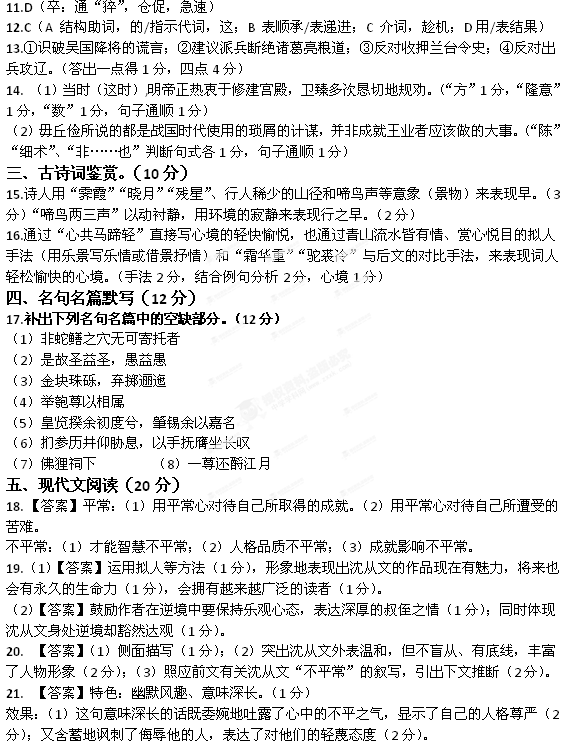 11.D（卒：通“猝”，仓促，急速）
12.C（A 结构助词，的/指示代词，这；B 表顺承/表递进；C 介词，趁机；D用/表结果）
13.①识破吴国降将的谎言；②建议派兵断绝诸葛亮粮道；③反对收押兰台令史；④反对出
兵攻辽。（答出一点得1分，四点4分）
14. （1）当时（这时）,明帝正热衷于修建宫殿，卫臻多次恳切地规劝。（“方”1分，“隆意”
1分，“数”1分，句子通顺1分）
（2）毋丘俭所说的都是战国时代使用的琐屑的计谋，并非成就王业者应该做的大事。（“陈”
“细术”、“非……也”判断句式各1分，句子通顺1分）
三、古诗词鉴赏。（10分）
15.诗人用“霁霞”“晓月”“残星”、行人稀少的山径和啼鸟声等意象（景物）来表现早。（3
分）“啼鸟两三声”以动衬静，用环境的寂静来表现行之早。（2分）
16.通过“心共马蹄轻”直接写心境的轻快愉悦，也通过青山流水皆有情、赏心悦目的拟人
手法（用乐景写乐情或借景抒情）和“霜华重”“驼裘冷”与后文的对比手法，来表现词人
轻松愉快的心境。（手法2分，结合例句分析2分，心境1分）
四、名句名篇默写（12分）
17.补出下列名句名篇中的空缺部分。（12分）
（1）非蛇鳝之穴无可寄托者
（2）是故圣益圣，愚益愚
（3）金块珠砾，弃掷逦迤
（4）举匏尊以相属
（5）皇览揆余初度兮，肇锡余以嘉名
（6）扪参历井仰胁息，以手抚膺坐长叹
（7）佛狸祠下 （8）一尊还酹江月
五、现代文阅读（20分）
18. 【答案】平常：（1）用平常心对待自己所取得的成就。（2）用平常心对待自己所遭受的
苦难。
不平常：（1）才能智慧不平常；（2）人格品质不平常；（3）成就影响不平常。
19.（1）【答案】运用拟人等方法（1分），形象地表现出沈从文的作品现在有魅力，将来也
会有永久的生命力（1分），会拥有越来越广泛的读者（1分）。
（2）【答案】鼓励作者在逆境中要保持乐观心态，表达深厚的叔侄之情（1分）；同时体现
沈从文身处逆境却豁然达观（1分）。
20. 【答案】（1）侧面描写（1分）；（2）突出沈从文外表温和，但不盲从、有底线，丰富
了人物形象（2分）；（3）照应前文有关沈从文“不平常”的叙写，引出下文推断（2分）。
21. 【答案】特色：幽默风趣、意味深长。（1分）
效果：（1）这句意味深长的话既委婉地吐露了心中的不平之气，显示了自己的人格尊严（2
分）；又含蓄地讽刺了侮辱他的人，表达了对他们的轻蔑态度（2分）。